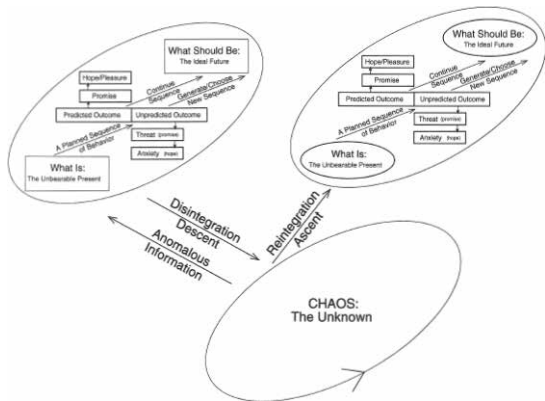 What Should Be:
The Ideal Future
Hope/Pleasure
Promise
Continue
Sequence
Generate/Choose
New Sequence
Predicted Outcome
Unpredicted Outcome
A Planned Sequence
of Behavior
Threat (promise)
Anxiety (hope)
What Is:
The Unbearable Present
What Should Be:
The Ideal Future
Hope/Pleasure
Promise
Continue
Sequence
Generate/Choose
New Sequence
Predicted Outcome
Unpredicted Outcome
A Planned Sequence
of Behavior
Threat (promise)
Anxiety (hope)
What Is:
The Unbearable Present
Disintegration
Descent
Anomalous
Information
Reintegration
Ascent
CHAOS:
The Unknown